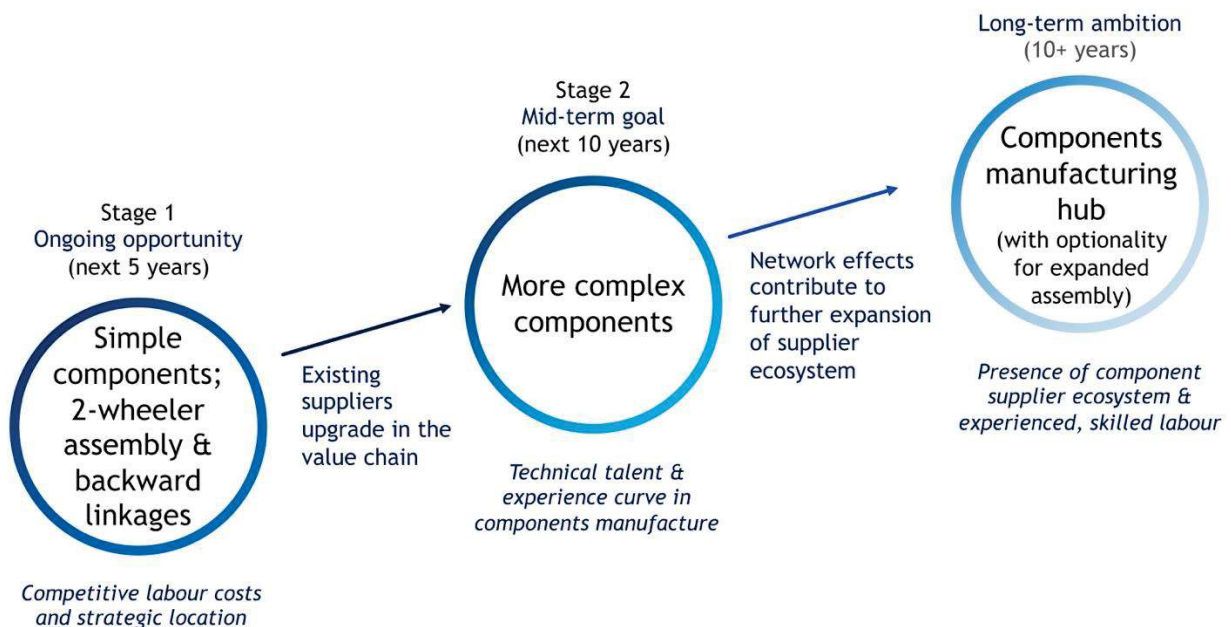 Stage 1
Ongoing opportunity
(next 5 years)
Simple
components;
2-wheeler
assembly &
backward
linkages
Competitive labour costs
and strategic location
Existing
suppliers
upgrade in the
value chain
Stage 2
Mid-term goal
(next 10 years)
More complex
components
Technical talent &
experience curve in
components manufacture
Network effects
contribute to
further expansion
of supplier
ecosystem
Long-term ambition
(10+ years)
Components
manufacturing
hub
(with optionality
for expanded
assembly)
Presence of component
supplier ecosystem &
experienced, skilled labour